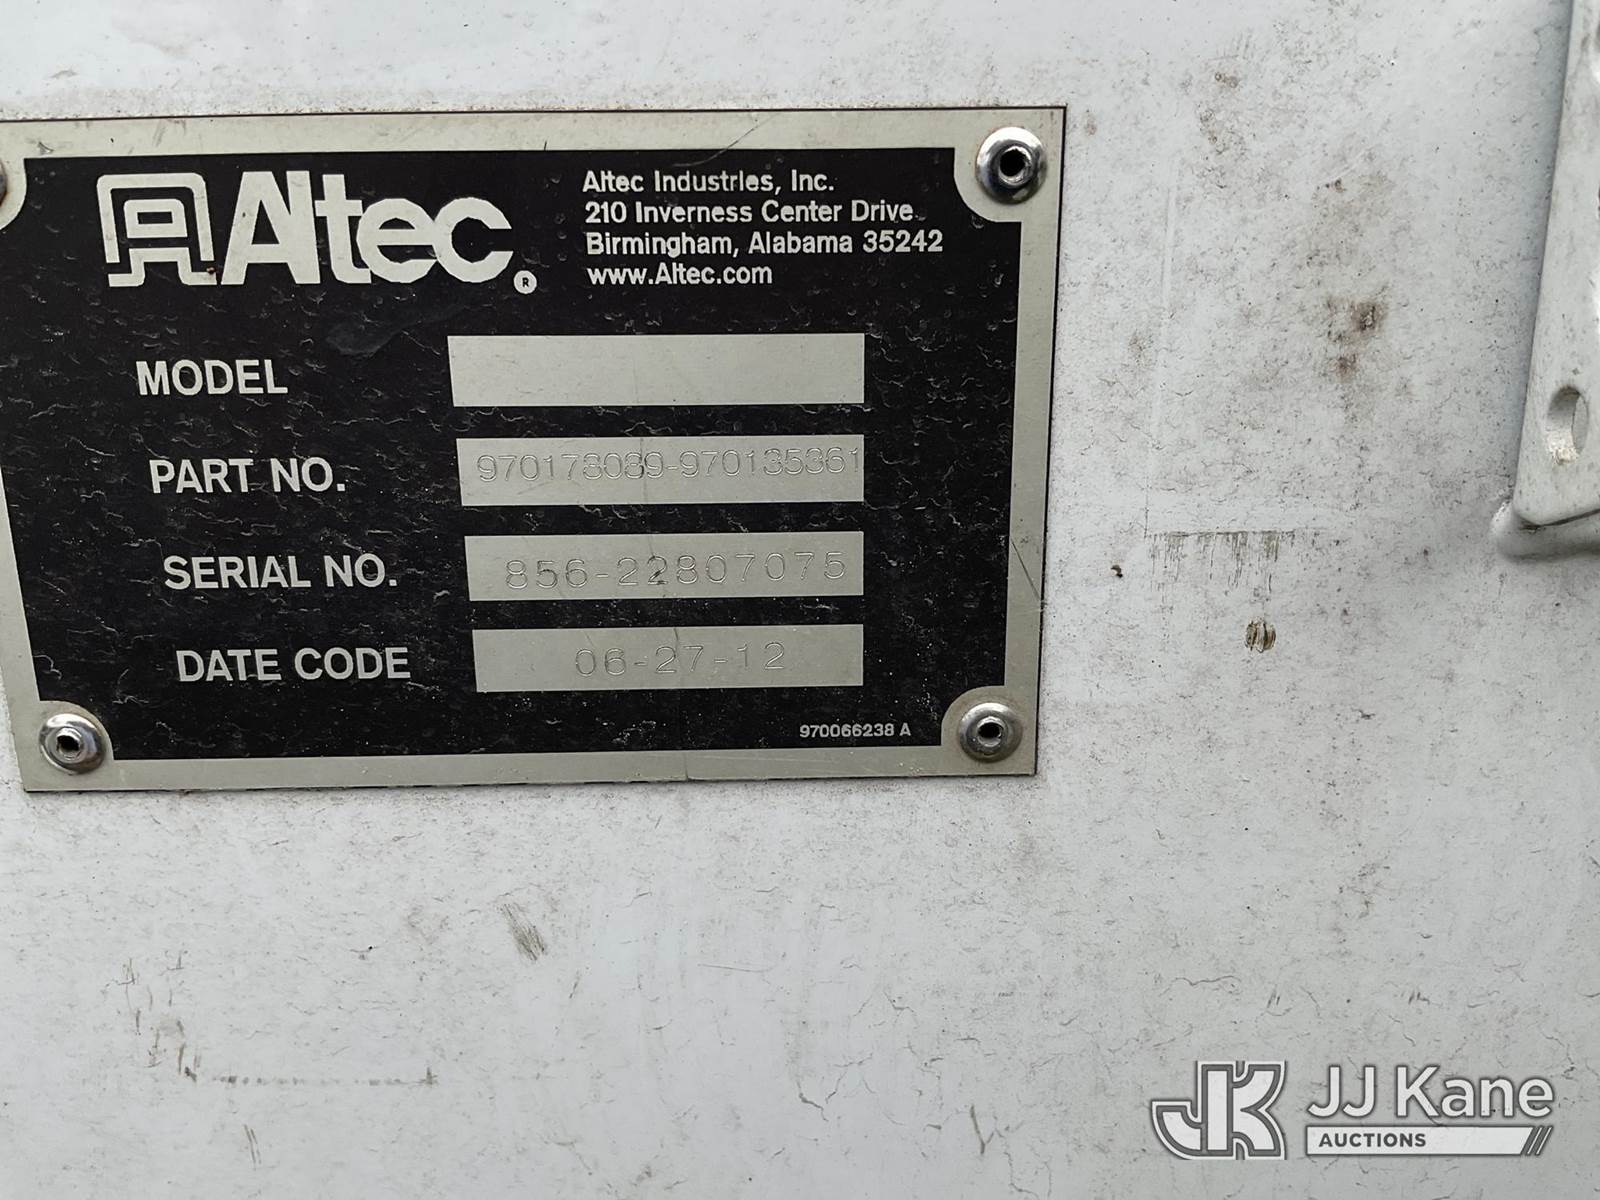 Altec®
Altec Industries, Inc.
210 Inverness Center Drive
Birmingham, Alabama 35242
www.Altec.com
MODEL
PART NO. 970178089-970135361
SERIAL NO. 856-22807075
DATE CODE 06-27-12
970066238 A
JJ Kane
AUCTIONS